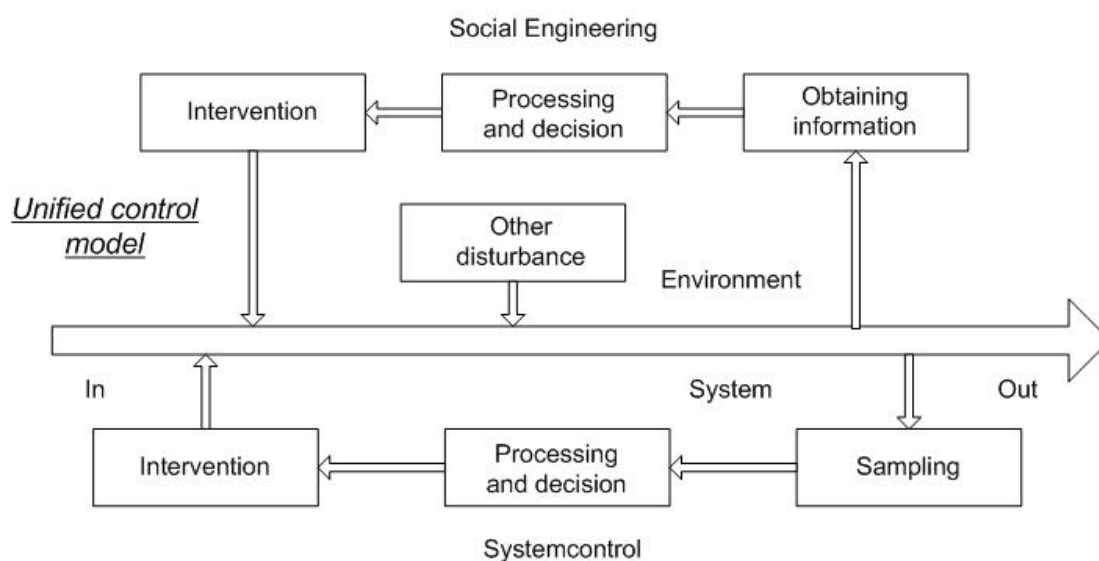 Social Engineering
Intervention
Processing
and decision
Obtaining
information
Unified control
model
Other
disturbance
Environment
In
System
Out
Intervention
Processing
and decision
Sampling
Systemcontrol